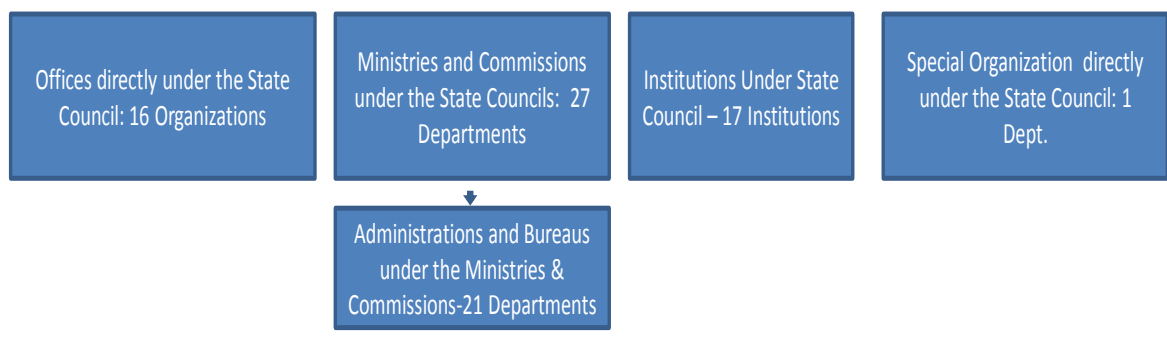 Offices directly under the State
Council: 16 Organizations
Ministries and Commissions
under the State Councils: 27
Departments
Institutions Under State
Council – 17 Institutions
Special Organization directly
under the State Council: 1
Dept.
Administrations and Bureaus
under the Ministries &
Commissions-21 Departments